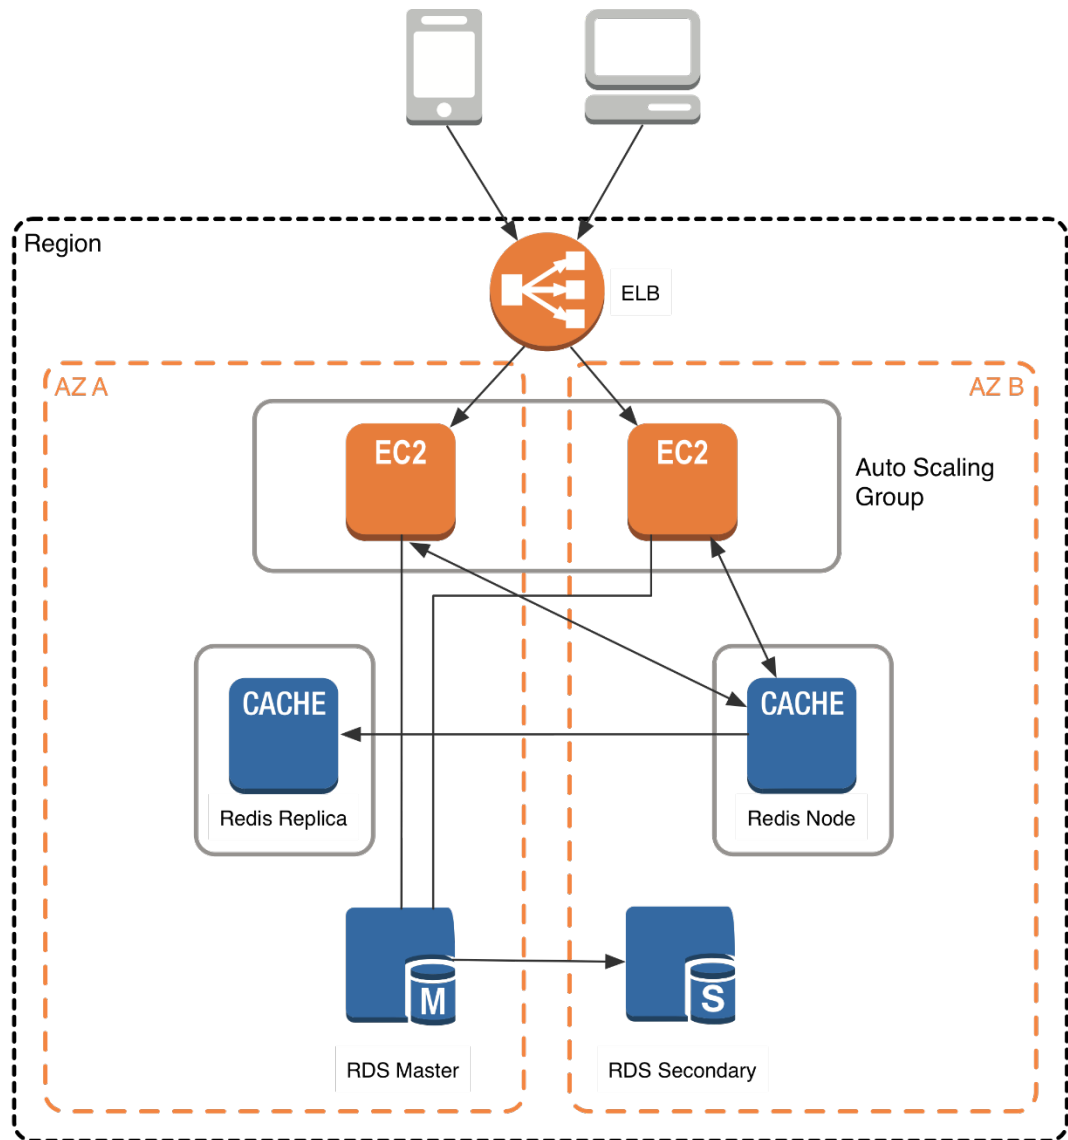 Region
ELB
AZ A
AZ B
EC2
EC2
Auto Scaling
Group
CACHE
CACHE
Redis Replica
Redis Node
M
S
RDS Master
RDS Secondary